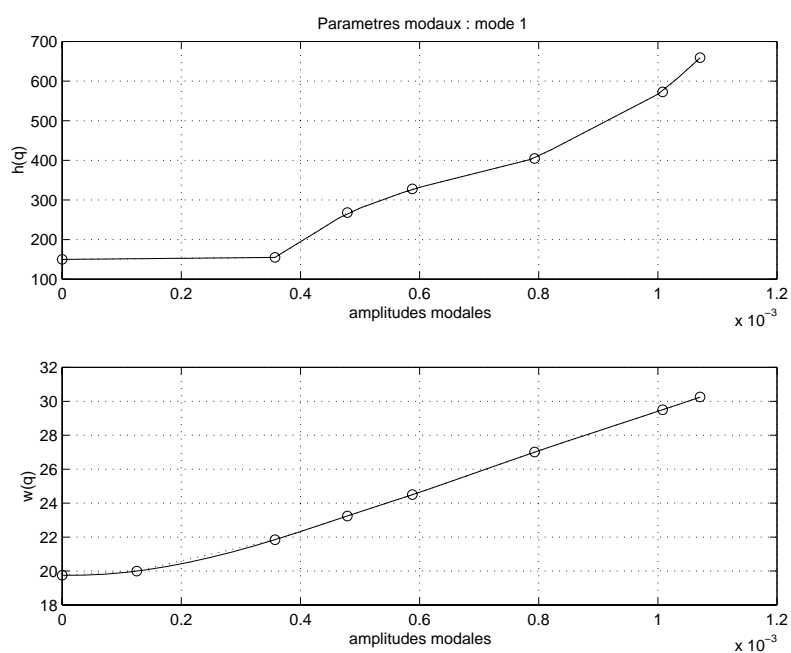 Parametres modaux : mode 1
700
600
500
400
300
200
100
h(q)
0 0.2 0.4 0.6 0.8 1 1.2
amplitudes modales
x 10⁻³
32
30
28
26
24
22
20
18
w(q)
0 0.2 0.4 0.6 0.8 1 1.2
amplitudes modales
x 10⁻³